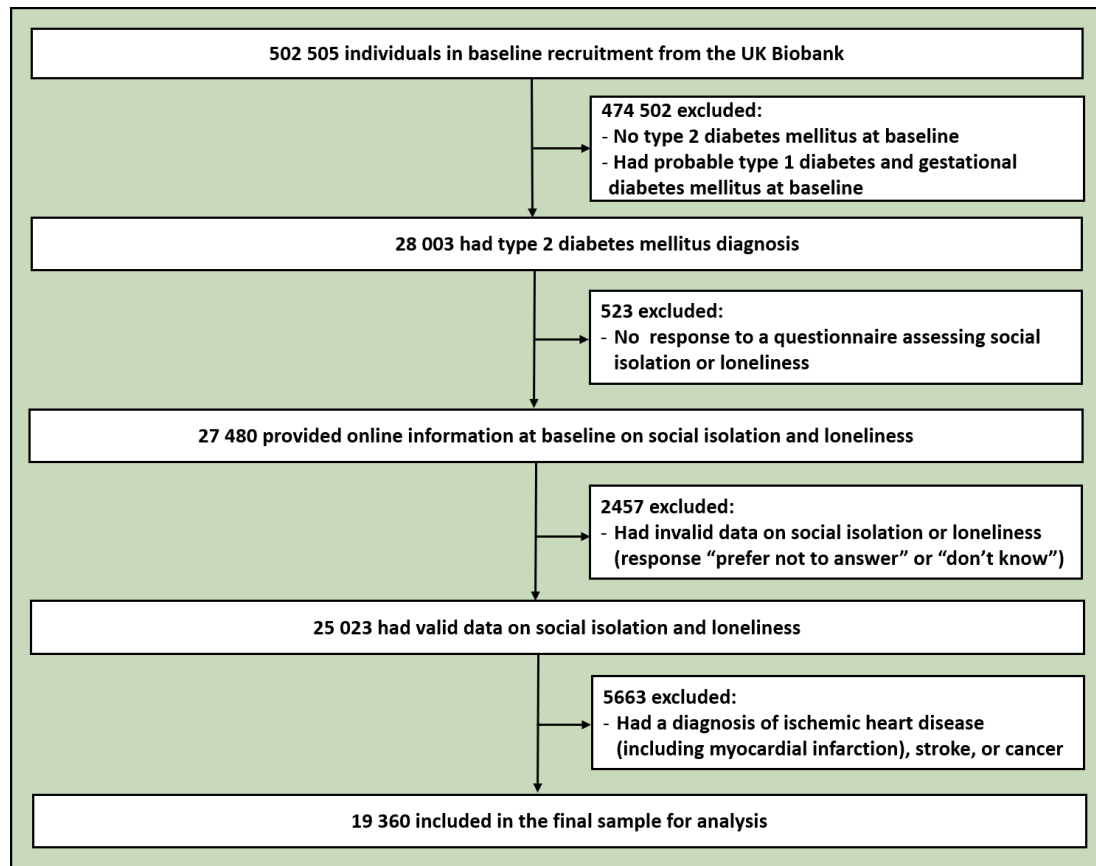 502 505 individuals in baseline recruitment from the UK Biobank
474 502 excluded:
- No type 2 diabetes mellitus at baseline
- Had probable type 1 diabetes and gestational
diabetes mellitus at baseline
28 003 had type 2 diabetes mellitus diagnosis
523 excluded:
- No response to a questionnaire assessing social
isolation or loneliness
27 480 provided online information at baseline on social isolation and loneliness
2457 excluded:
- Had invalid data on social isolation or loneliness
(response “prefer not to answer” or “don’t know”)
25 023 had valid data on social isolation and loneliness
5663 excluded:
- Had a diagnosis of ischemic heart disease
(including myocardial infarction), stroke, or cancer
19 360 included in the final sample for analysis